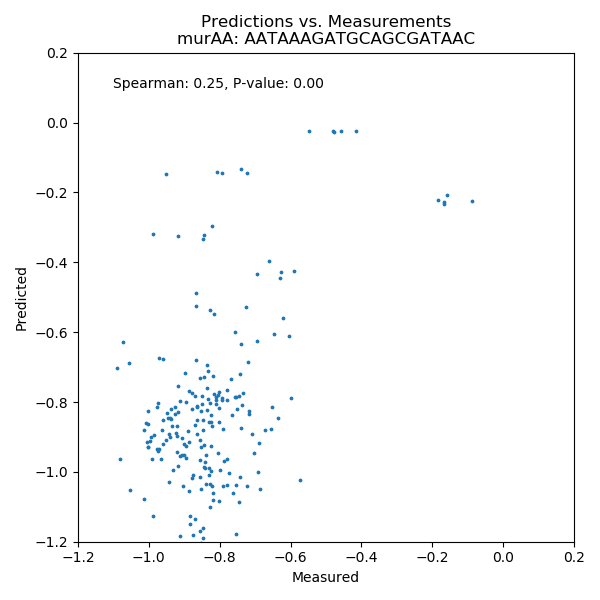 Predictions vs. Measurements
murAA: AATAAAGATGCAGCGATAAC
Spearman: 0.25, P-value: 0.00
0.2
0.0
−0.2
−0.4
−0.6
−0.8
−1.0
−1.2
Predicted
−1.2 −1.0 −0.8 −0.6 −0.4 −0.2 0.0 0.2
Measured